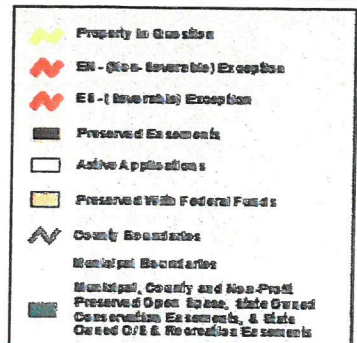 Property In Question
EN - (Non- Severable) Exception
ES - ( Severable) Exception
Preserved Easements
Active Applications
Preserved With Federal Funds
County Boundaries
Municipal Boundaries
Municipal, County and Non-Profit
Preserved Open Space, State Owned
Conservation Easements, & State
Owned O/S & Recreation Easements